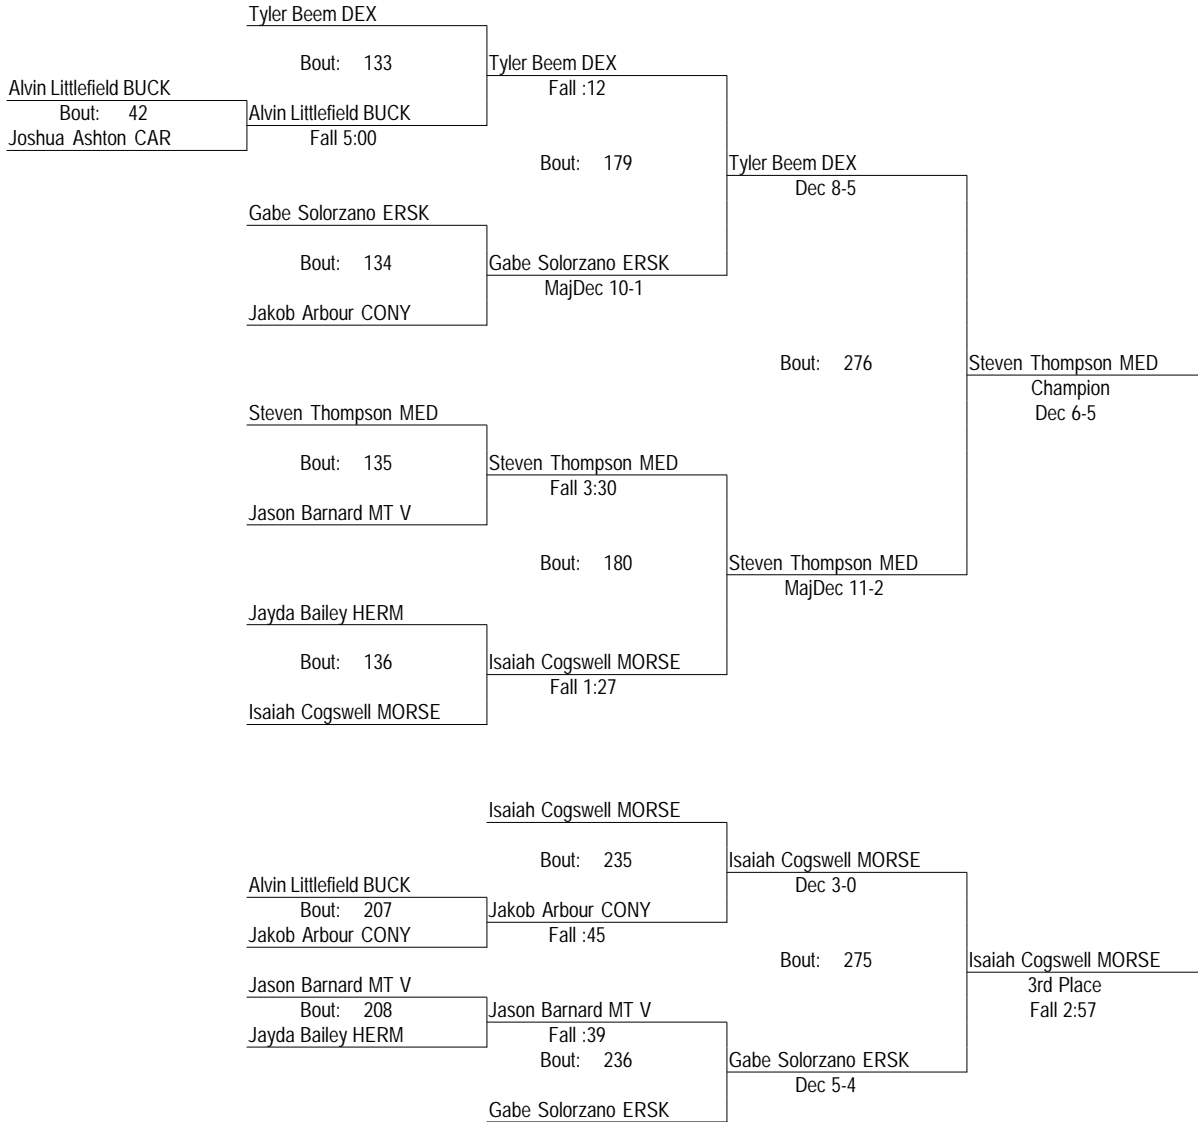 Tyler Beem DEX
Bout: 133
Tyler Beem DEX
Fall :12
Alvin Littlefield BUCK
Bout: 42
Joshua Ashton CAR
Alvin Littlefield BUCK
Fall 5:00
Bout: 179
Tyler Beem DEX
Dec 8-5
Gabe Solorzano ERSK
Bout: 134
Gabe Solorzano ERSK
MajDec 10-1
Jakob Arbour CONY
Bout: 276
Steven Thompson MED
Champion
Dec 6-5
Steven Thompson MED
Bout: 135
Steven Thompson MED
Fall 3:30
Jason Barnard MT V
Bout: 180
Steven Thompson MED
MajDec 11-2
Jayda Bailey HERM
Bout: 136
Isaiah Cogswell MORSE
Fall 1:27
Isaiah Cogswell MORSE
Isaiah Cogswell MORSE
Bout: 235
Isaiah Cogswell MORSE
Dec 3-0
Alvin Littlefield BUCK
Bout: 207
Jakob Arbour CONY
Jakob Arbour CONY
Fall :45
Bout: 275
Isaiah Cogswell MORSE
3rd Place
Fall 2:57
Jason Barnard MT V
Bout: 208
Jayda Bailey HERM
Jason Barnard MT V
Fall :39
Bout: 236
Gabe Solorzano ERSK
Dec 5-4
Gabe Solorzano ERSK